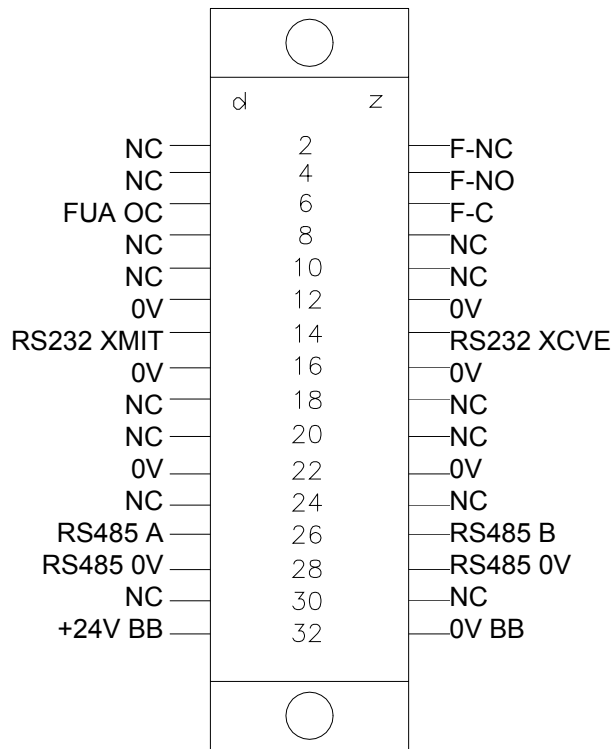 d z
NC 2 F-NC
NC 4 F-NO
FUA OC 6 F-C
NC 8 NC
NC 10 NC
0V 12 0V
RS232 XMIT 14 RS232 XCVE
0V 16 0V
NC 18 NC
NC 20 NC
0V 22 0V
NC 24 NC
RS485 A 26 RS485 B
RS485 0V 28 RS485 0V
NC 30 NC
+24V BB 32 0V BB